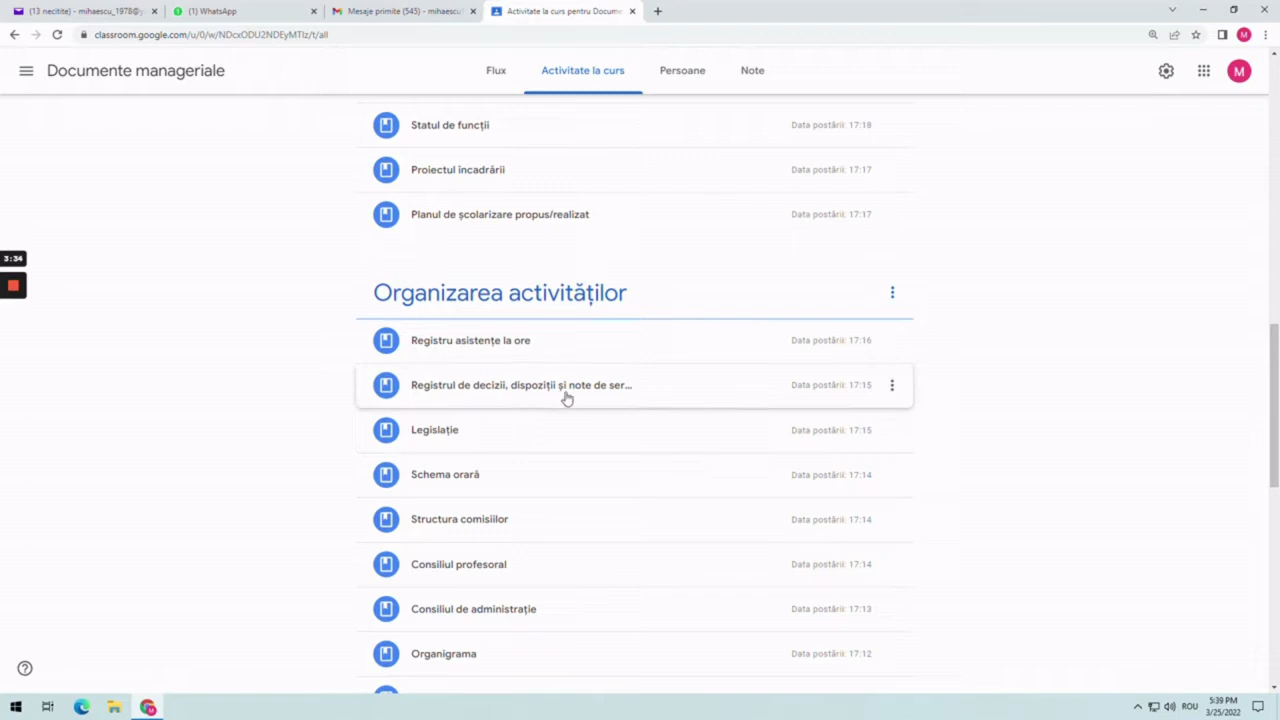 (13 necitite) - mihaescu_1978@y
(1) WhatsApp
Mesaje primite (545) - mihaescu
Activitate la curs pentru Docume
classroom.google.com/u/0/w/NDcxODU2NDEyMTIz/t/all
M
Documente manageriale
Flux
Activitate la curs
Persoane
Note
M
Statul de funcții
Data postării: 17:18
Proiectul încadrării
Data postării: 17:17
Planul de școlarizare propus/realizat
Data postării: 17:17
3:34
Organizarea activităților
Registru asistențe la ore
Data postării: 17:16
Registrul de decizii, dispoziții și note de ser...
Data postării: 17:15
Legislație
Data postării: 17:15
Schema orară
Data postării: 17:14
Structura comisiilor
Data postării: 17:14
Consiliul profesoral
Data postării: 17:14
Consiliul de administrație
Data postării: 17:13
Organigrama
Data postării: 17:12
ROU
5:39 PM
3/25/2022